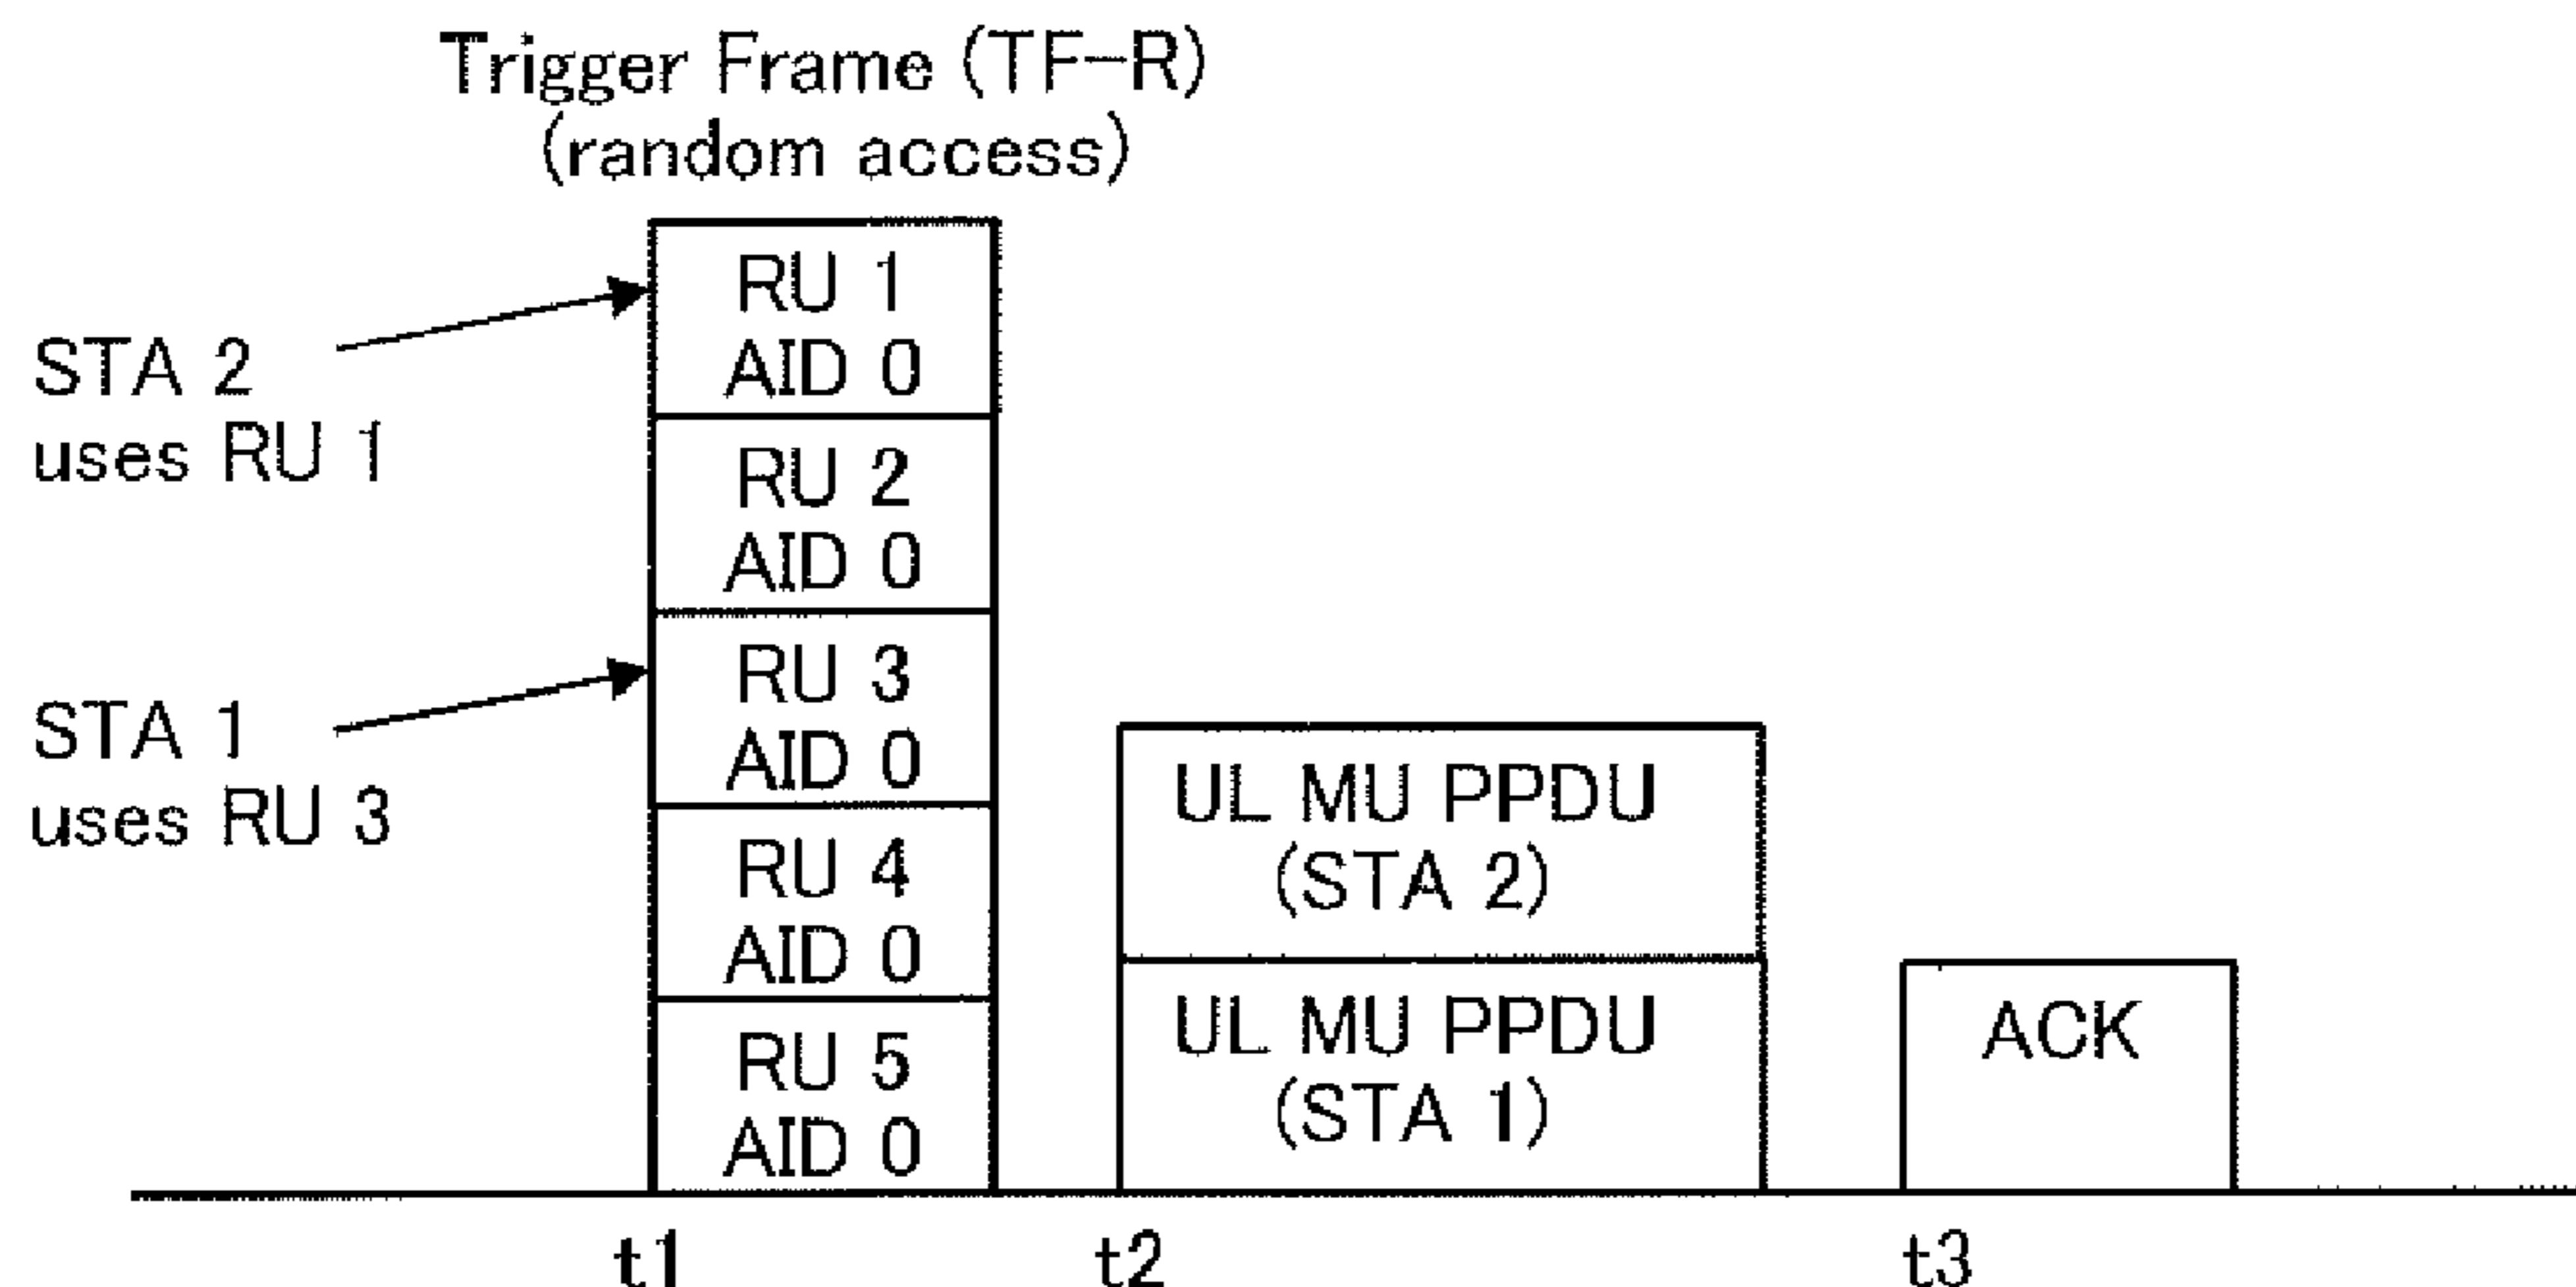 Trigger Frame (TF-R)
(random access)
STA 2
uses RU 1
STA 1
uses RU 3
RU 1
AID 0
RU 2
AID 0
RU 3
AID 0
RU 4
AID 0
RU 5
AID 0
UL MU PPDU
(STA 2)
UL MU PPDU
(STA 1)
ACK
t1
t2
t3